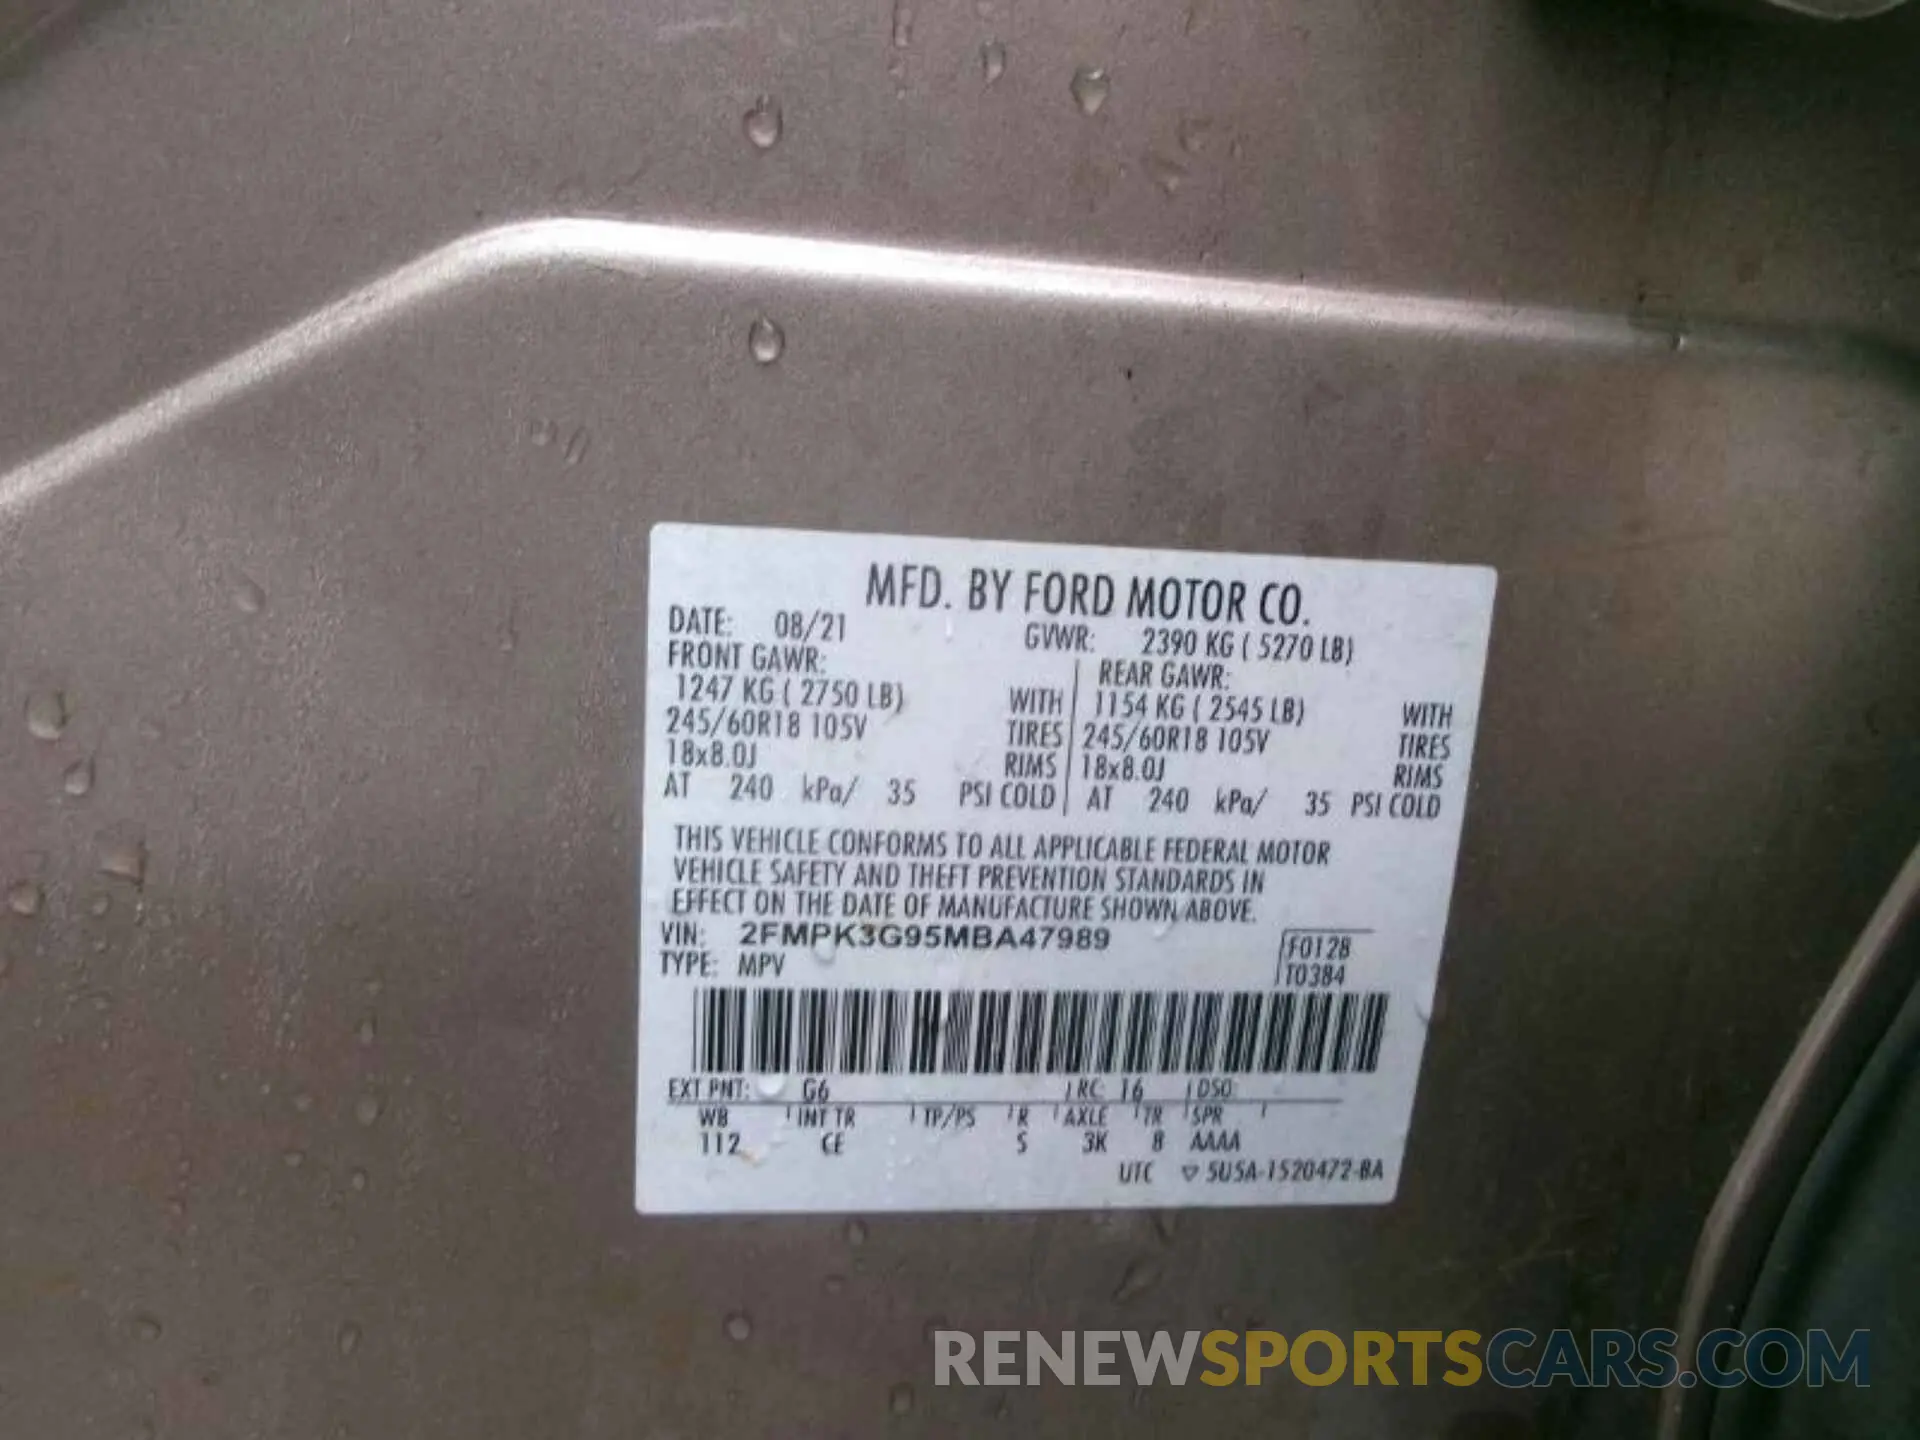 MFD. BY FORD MOTOR CO.
DATE: 08/21 GVWR: 2390 KG ( 5270 LB)
FRONT GAWR: REAR GAWR:
1247 KG ( 2750 LB) WITH 1154 KG ( 2545 LB) WITH
245/60R18 105V TIRES 245/60R18 105V TIRES
18x8.0J RIMS 18x8.0J RIMS
AT 240 kPa/ 35 PSI COLD AT 240 kPa/ 35 PSI COLD
THIS VEHICLE CONFORMS TO ALL APPLICABLE FEDERAL MOTOR
VEHICLE SAFETY AND THEFT PREVENTION STANDARDS IN
EFFECT ON THE DATE OF MANUFACTURE SHOWN ABOVE.
VIN: 2FMPK3G95MBA47989 F0128
TYPE: MPV T0384
EXT PNT: G6 RC: 16 DSO:
WB INT TR TP/PS R AXLE TR SPR
112 CE S 3K 8 AAAA
UTC ▽ 5U5A-1520472-BA
RENEWSPORTSCARS.COM